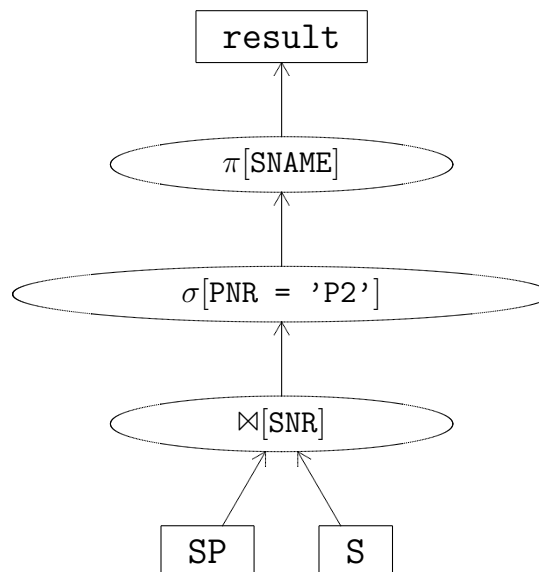 result
π[SNAME]
σ[PNR = 'P2']
⋈[SNR]
SP S